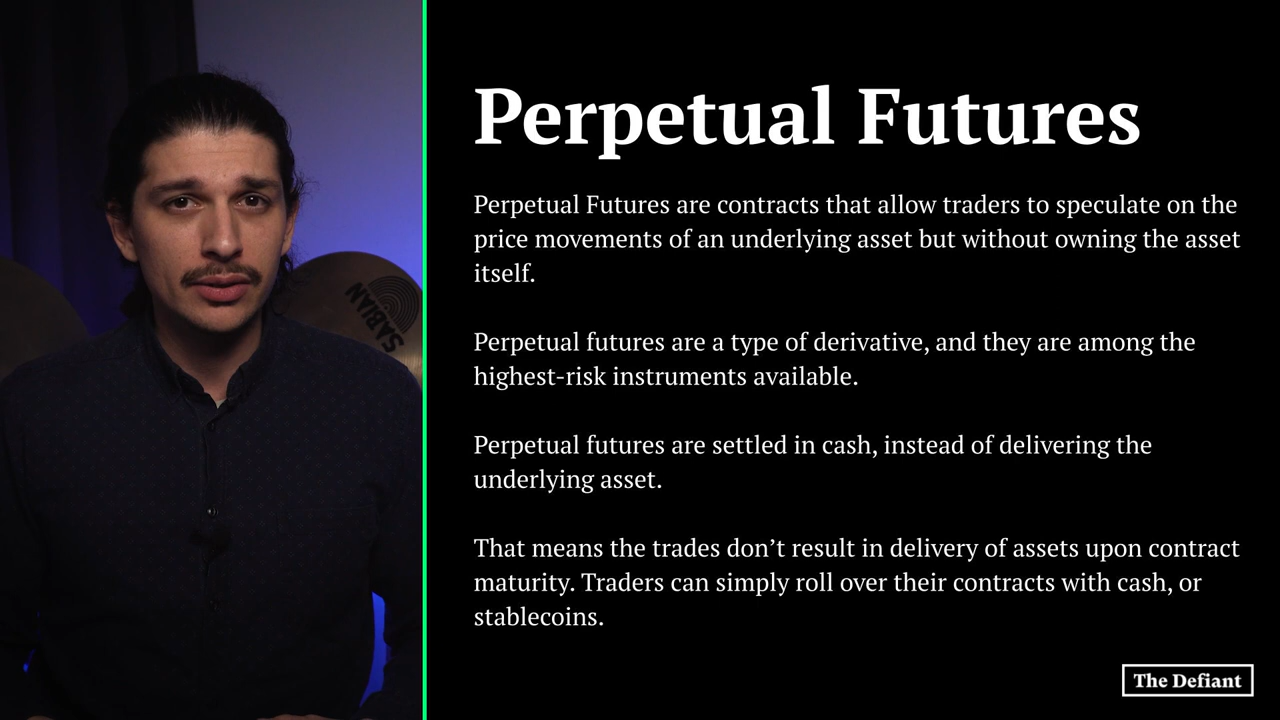 SABIAN
Perpetual Futures
Perpetual Futures are contracts that allow traders to speculate on the
price movements of an underlying asset but without owning the asset
itself.
Perpetual futures are a type of derivative, and they are among the
highest-risk instruments available.
Perpetual futures are settled in cash, instead of delivering the
underlying asset.
That means the trades don’t result in delivery of assets upon contract
maturity. Traders can simply roll over their contracts with cash, or
stablecoins.
The Defiant